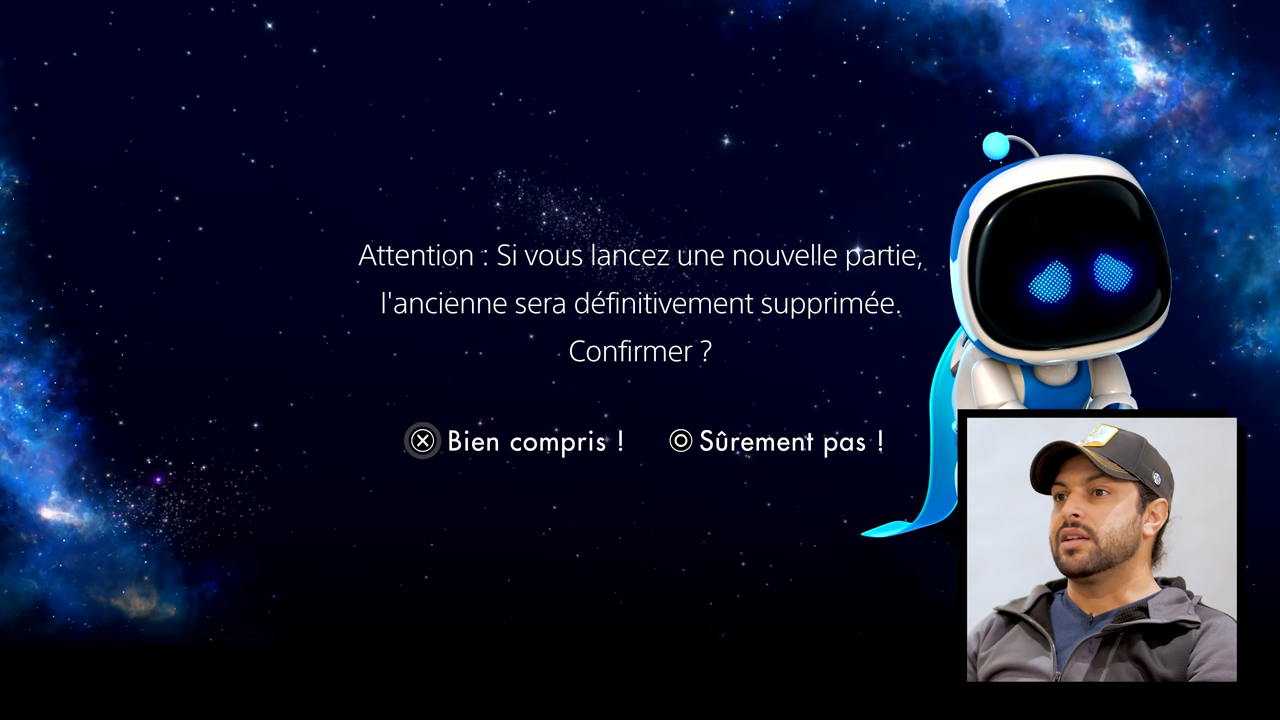 Attention : Si vous lancez une nouvelle partie,
l'ancienne sera définitivement supprimée.
Confirmer ?
Bien compris ! Sûrement pas !